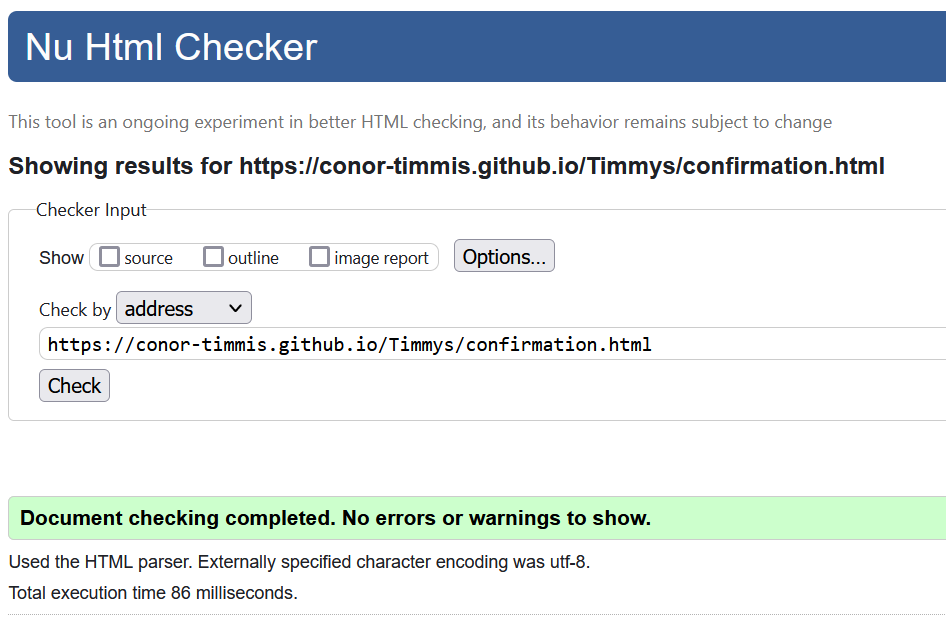 Nu Html Checker
This tool is an ongoing experiment in better HTML checking, and its behavior remains subject to change
Showing results for https://conor-timmis.github.io/Timmys/confirmation.html
Checker Input
Show source outline image report Options...
Check by address
https://conor-timmis.github.io/Timmys/confirmation.html
Check
Document checking completed. No errors or warnings to show.
Used the HTML parser. Externally specified character encoding was utf-8.
Total execution time 86 milliseconds.